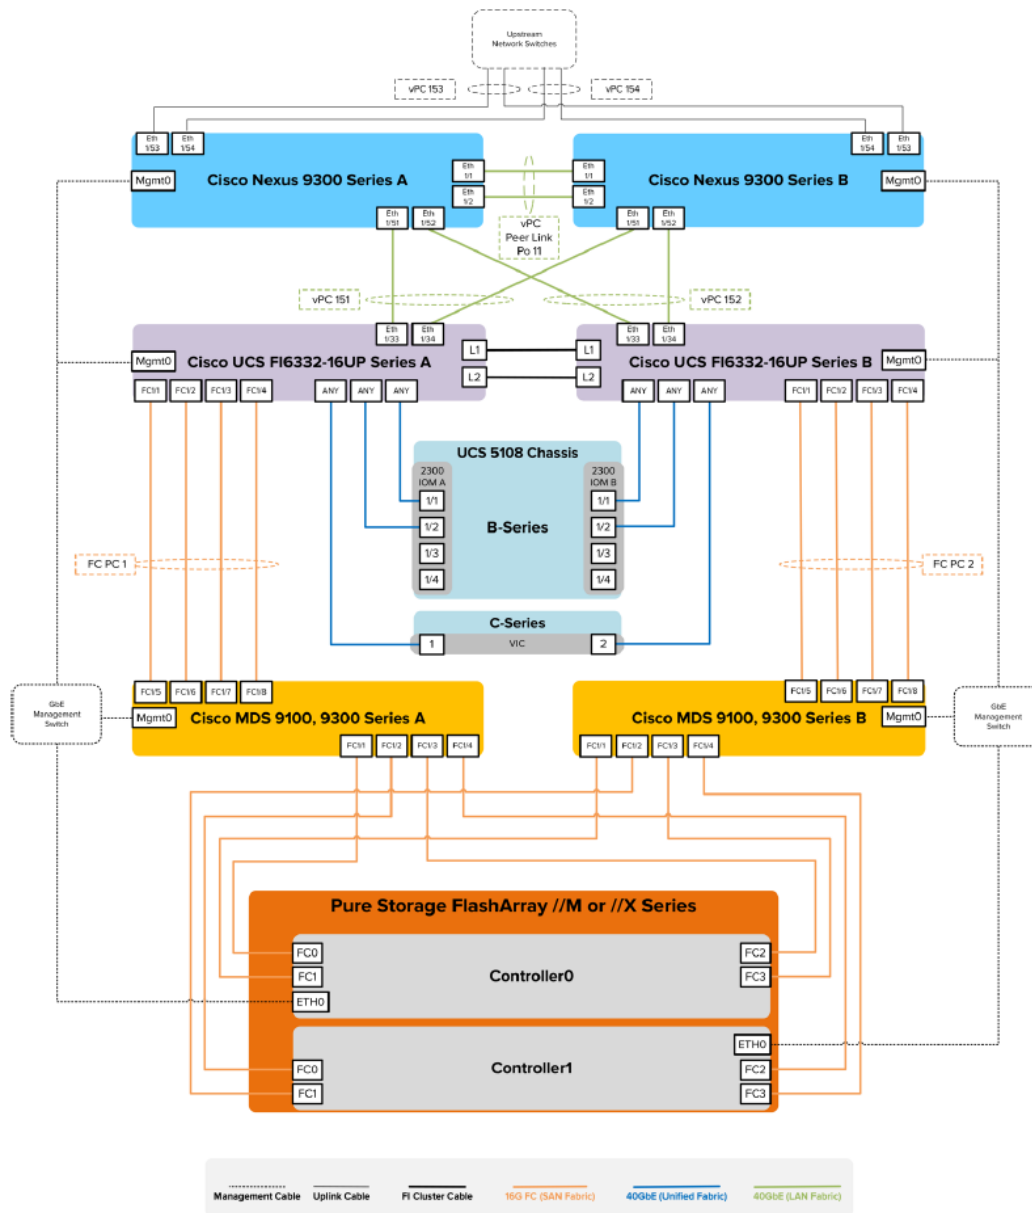 Upstream
Network Switches
vPC 153
vPC 154
Eth
1/53
Eth
1/54
Eth
1/54
Eth
1/53
Mgmt0
Cisco Nexus 9300 Series A
Eth
1/1
Eth
1/2
Eth
1/1
Eth
1/2
Cisco Nexus 9300 Series B
Mgmt0
Eth
1/51
Eth
1/52
vPC
Peer Link
Po 11
Eth
1/51
Eth
1/52
vPC 151
vPC 152
Eth
1/33
Eth
1/34
Eth
1/33
Eth
1/34
Mgmt0
Cisco UCS FI6332-16UP Series A
L1
L2
L1
L2
Cisco UCS FI6332-16UP Series B
Mgmt0
FC1/1
FC1/2
FC1/3
FC1/4
ANY
ANY
ANY
ANY
ANY
ANY
FC1/1
FC1/2
FC1/3
FC1/4
UCS 5108 Chassis
2300
IOM A
1/1
1/2
1/3
1/4
B-Series
2300
IOM B
1/1
1/2
1/3
1/4
FC PC 1
FC PC 2
C-Series
1
VIC
2
FC1/5
FC1/6
FC1/7
FC1/8
FC1/5
FC1/6
FC1/7
FC1/8
GbE
Management
Switch
Mgmt0
Cisco MDS 9100, 9300 Series A
Cisco MDS 9100, 9300 Series B
Mgmt0
GbE
Management
Switch
FC1/1
FC1/2
FC1/3
FC1/4
FC1/1
FC1/2
FC1/3
FC1/4
Pure Storage FlashArray //M or //X Series
FC0
FC1
ETH0
Controller0
FC2
FC3
FC0
FC1
Controller1
ETH0
FC2
FC3
Management Cable
Uplink Cable
FI Cluster Cable
16G FC (SAN Fabric)
40GbE (Unified Fabric)
40GbE (LAN Fabric)